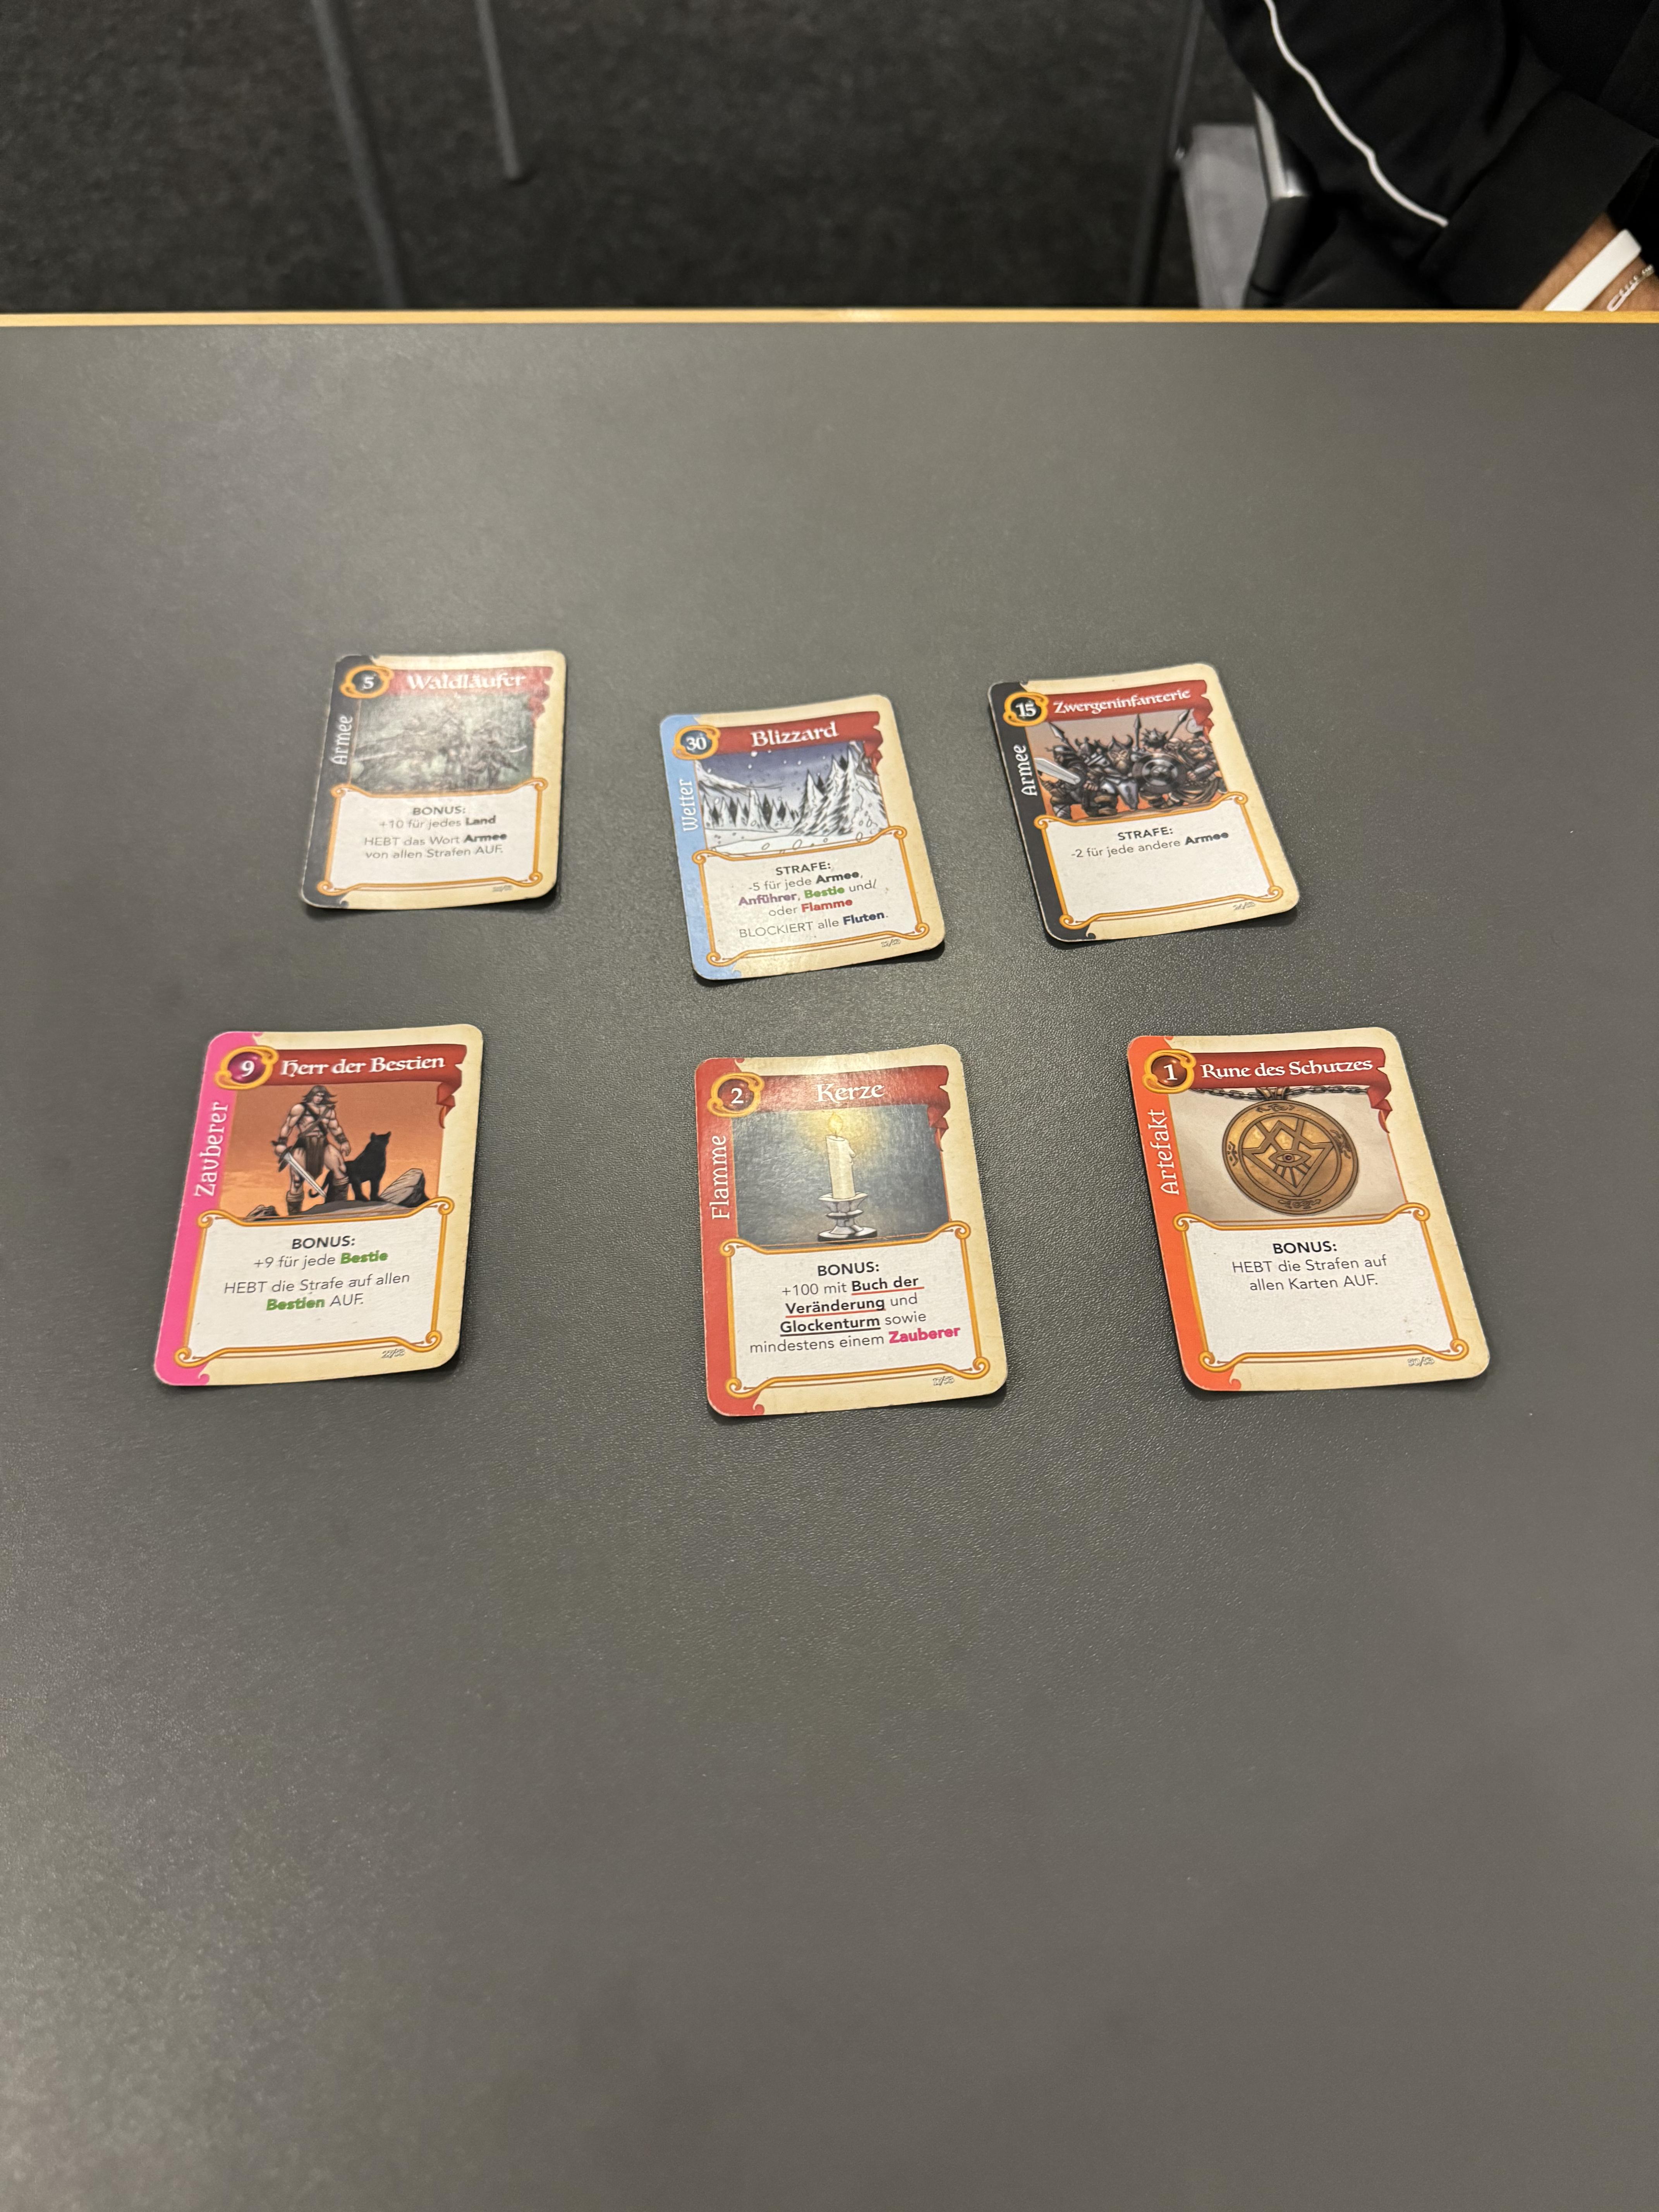 5 Waldläufer
Armee
BONUS:
+10 für jedes Land
HEBT das Wort Armee
von allen Strafen AUF.
30 Blizzard
Wetter
STRAFE:
-5 für jede Armee,
Anführer, Bestie und/
oder Flamme
BLOCKIERT alle Fluten.
15 Zwergeninfanterie
Armee
STRAFE:
-2 für jede andere Armee
9 Herr der Bestien
Zauberer
BONUS:
+9 für jede Bestie
HEBT die Strafe auf allen
Bestien AUF.
2 Kerze
Flamme
BONUS:
+100 mit Buch der
Veränderung und
Glockenturm sowie
mindestens einem Zauberer
1 Rune des Schutzes
Artefakt
BONUS:
HEBT die Strafen auf
allen Karten AUF.